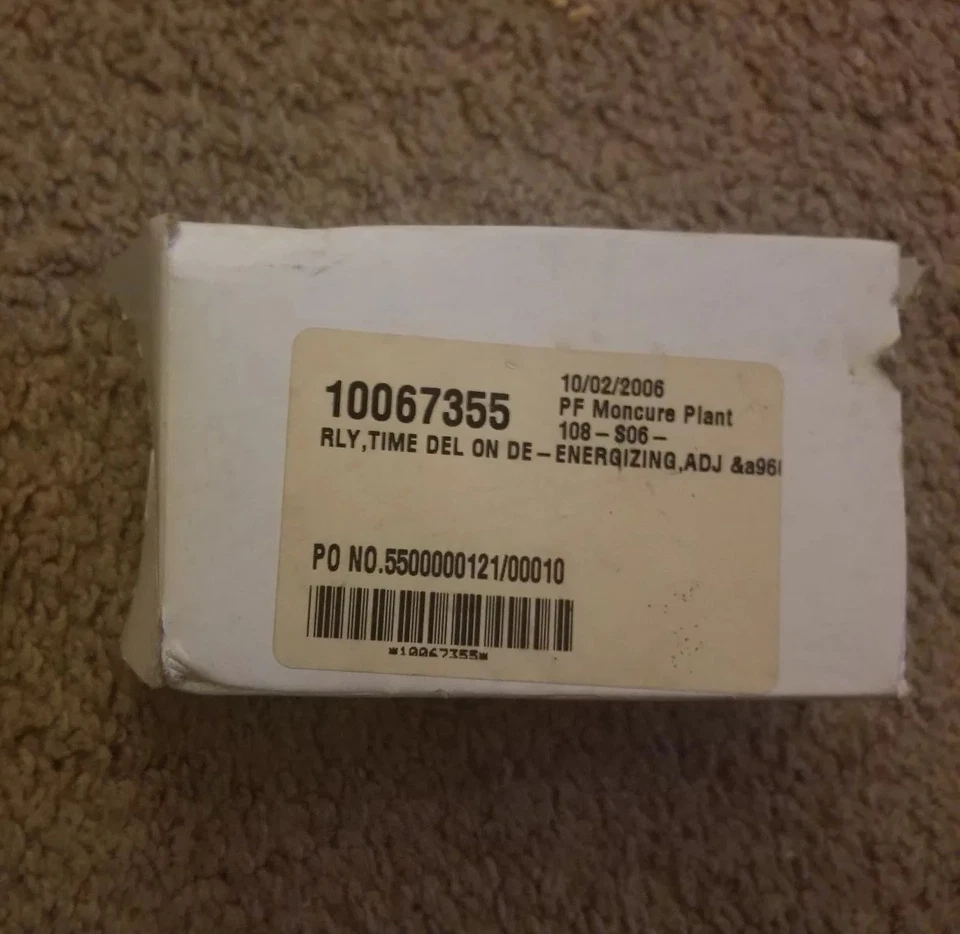 10067355
10/02/2006
PF Moncure Plant
108-S06-
RLY,TIME DEL ON DE-ENERGIZING,ADJ &a96
PO NO.5500000121/00010
*10067355*